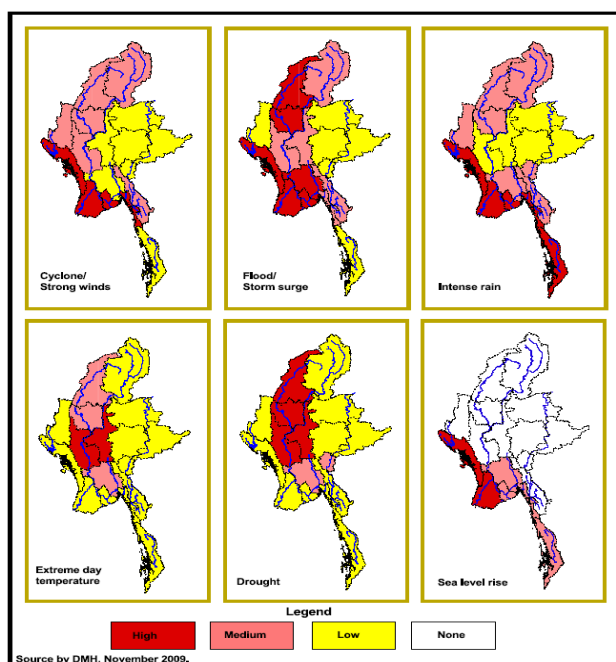 Cyclone/
Strong winds
Flood/
Storm surge
Intense rain
Extreme day
temperature
Drought
Sea level rise
Legend
High
Medium
Low
None
Source by DMH, November 2009.